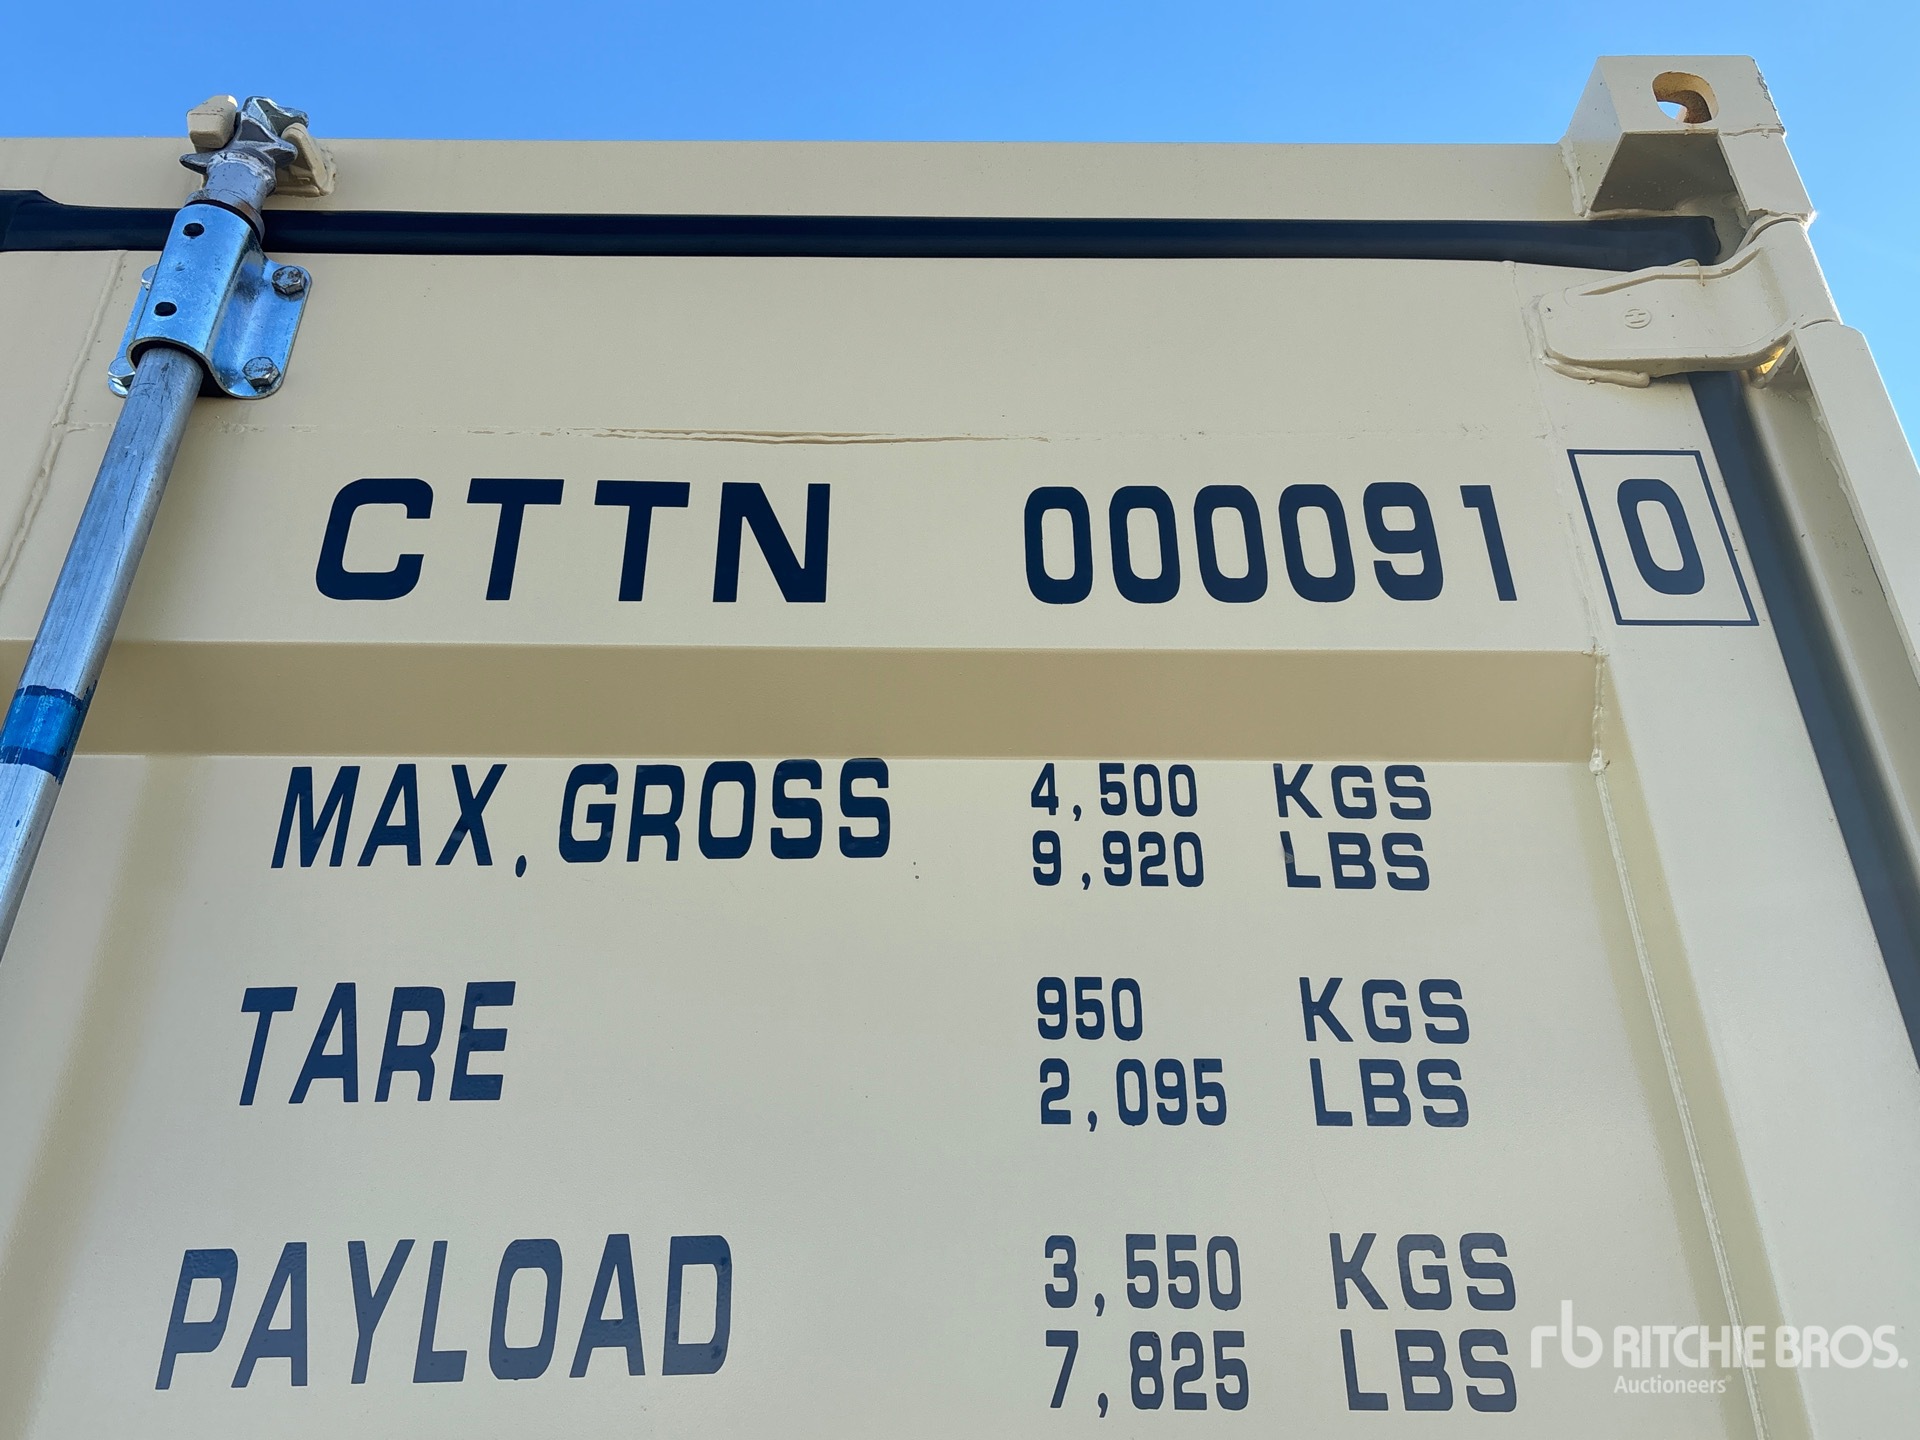 CTTN 000091 0
MAX.GROSS 4,500 KGS
9,920 LBS
TARE 950 KGS
2,095 LBS
PAYLOAD 3,550 KGS
7,825 LBS
rb RITCHIE BROS.
Auctioneers